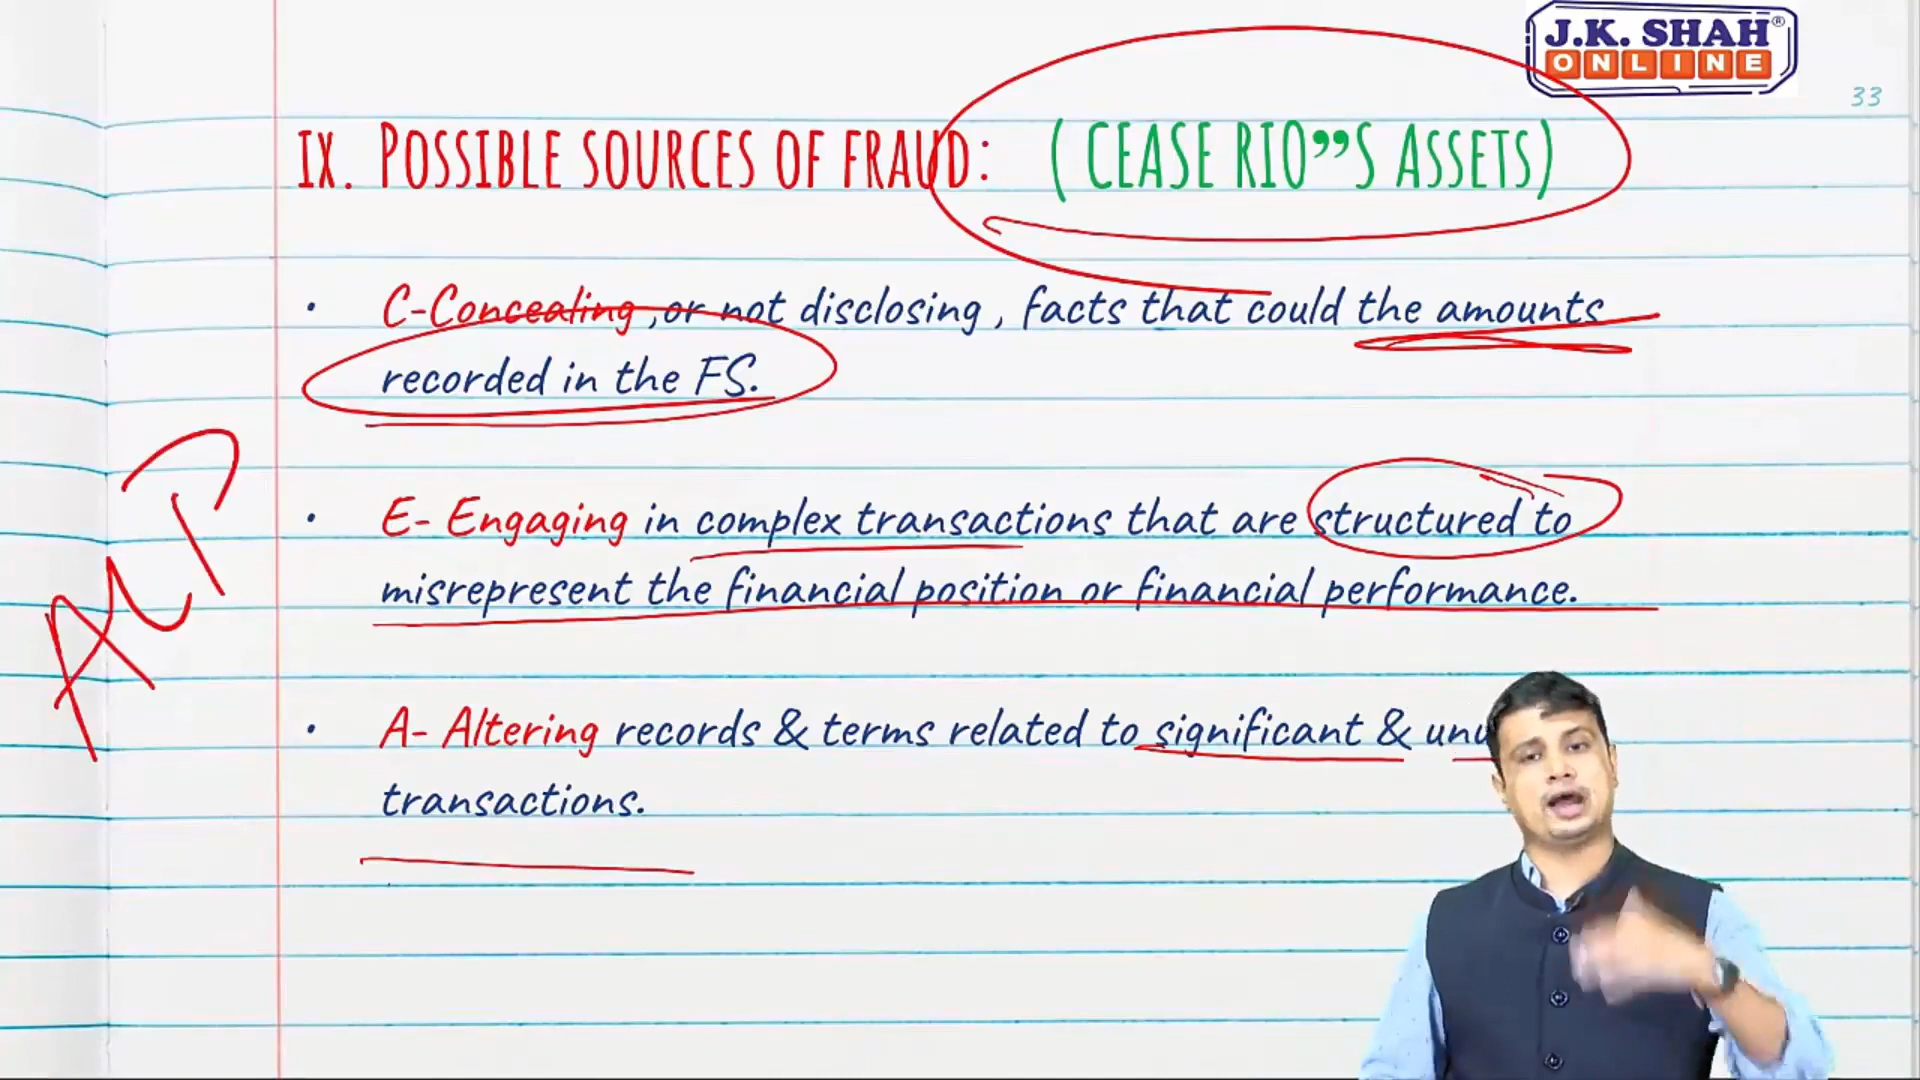 J.K. SHAH®
ONLINE
33
IX. POSSIBLE SOURCES OF FRAUD: ( CEASE RIO”S ASSETS)
• C-Concealing ,or not disclosing , facts that could the amounts
recorded in the FS.
• E- Engaging in complex transactions that are structured to
misrepresent the financial position or financial performance.
• A- Altering records & terms related to significant &
transactions.